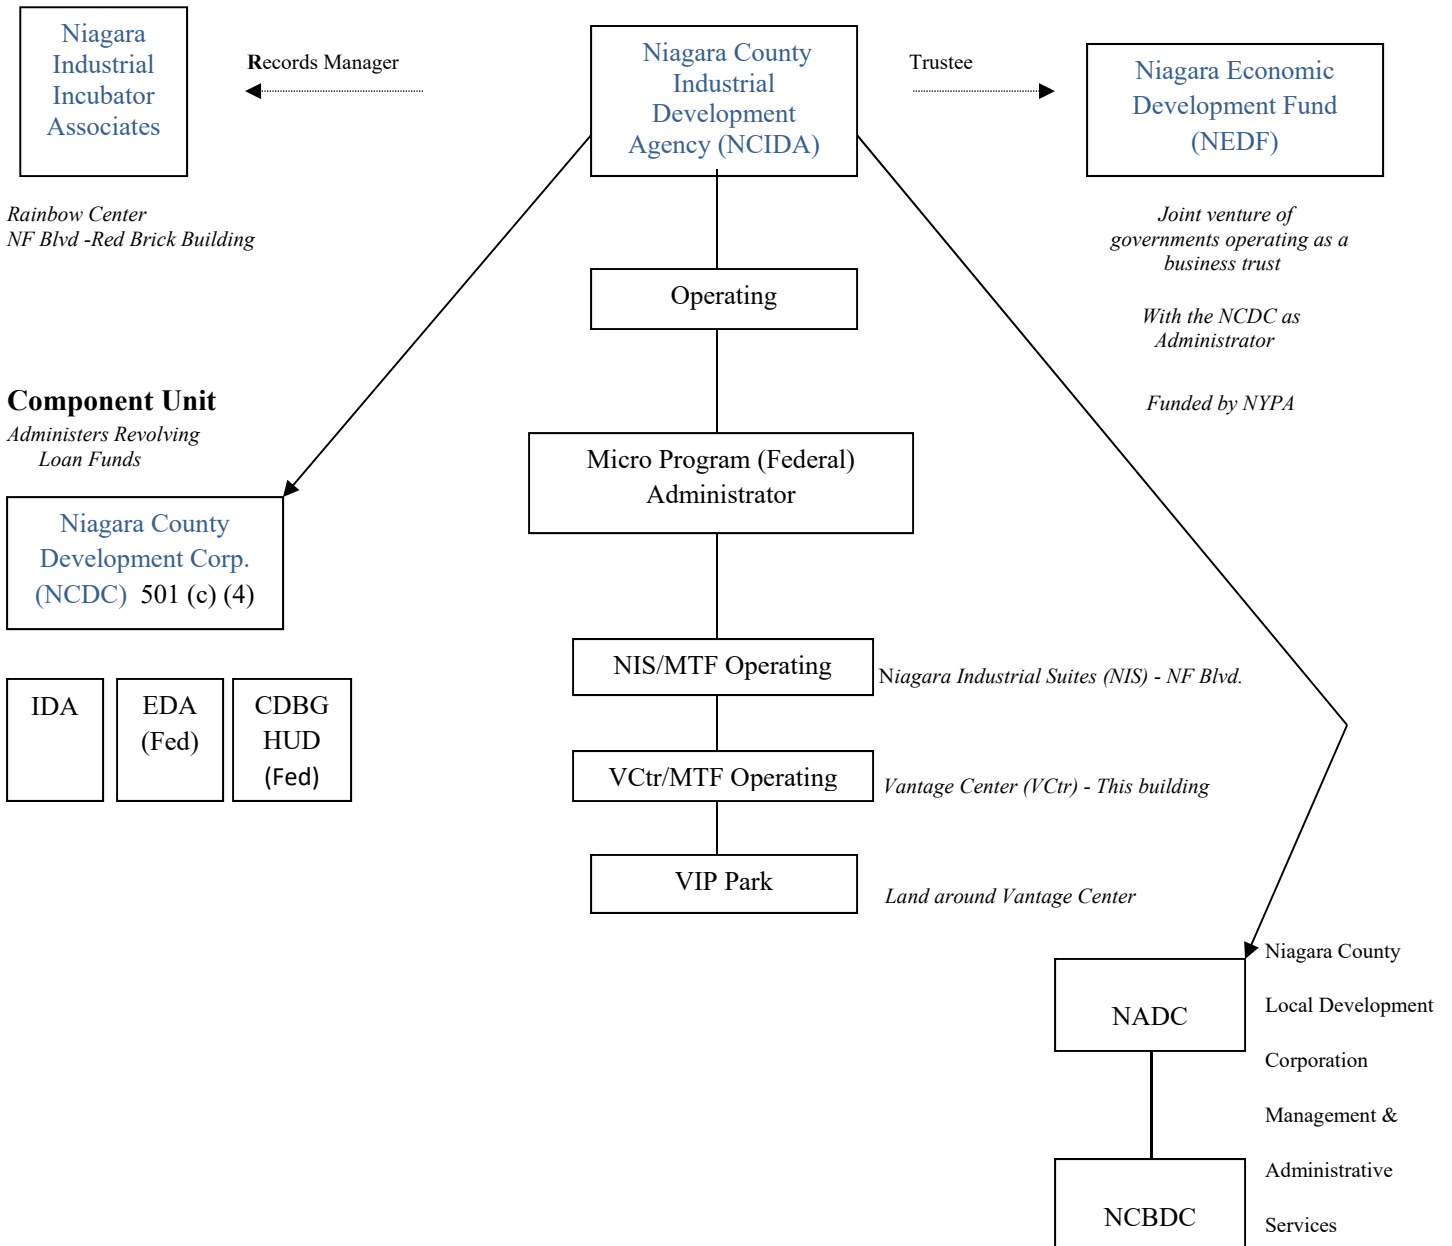 Niagara
Industrial
Incubator
Associates
Records Manager
Niagara County
Industrial
Development
Agency (NCIDA)
Trustee
Niagara Economic
Development Fund
(NEDF)
Rainbow Center
NF Blvd -Red Brick Building
Joint venture of
governments operating as a
business trust
With the NCDC as
Administrator
Funded by NYPA
Operating
Component Unit
Administers Revolving
Loan Funds
Micro Program (Federal)
Administrator
Niagara County
Development Corp.
(NCDC) 501 (c) (4)
IDA
EDA
(Fed)
CDBG
HUD
(Fed)
NIS/MTF Operating
Niagara Industrial Suites (NIS) - NF Blvd.
VCtr/MTF Operating
Vantage Center (VCtr) - This building
VIP Park
Land around Vantage Center
NADC
NCBDC
Niagara County
Local Development
Corporation
Management &
Administrative
Services